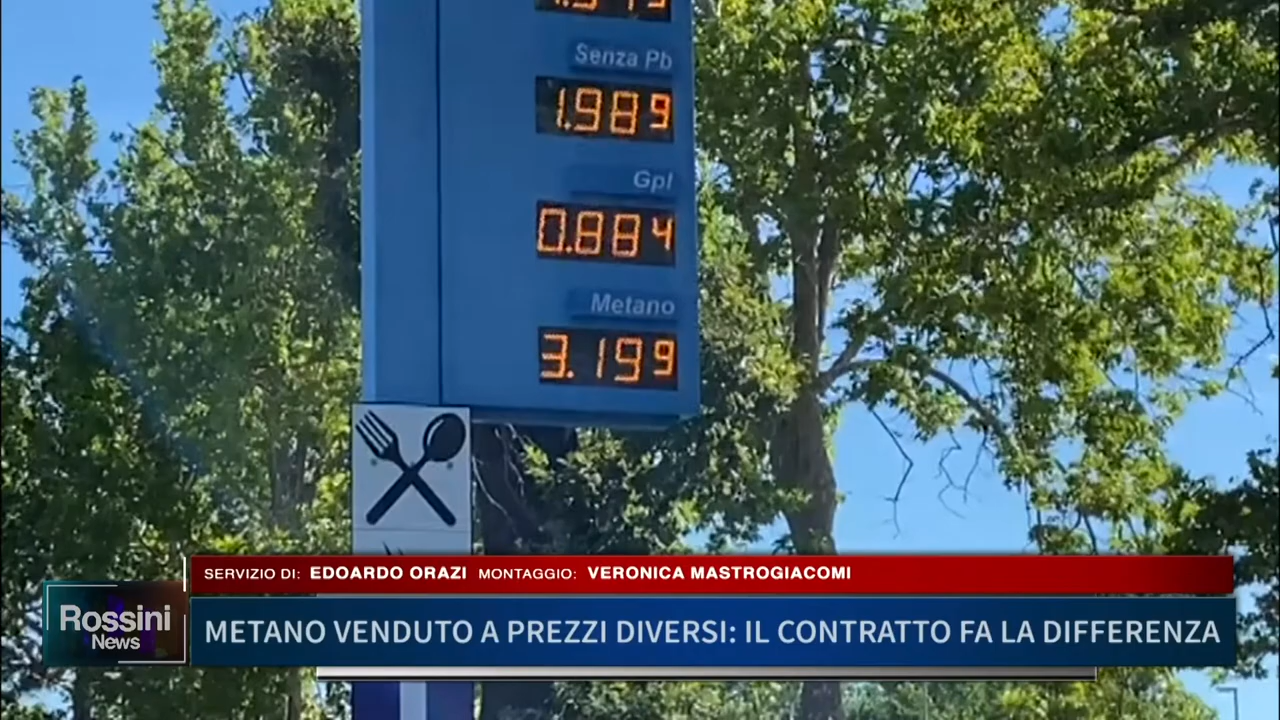 Senza Pb
1.989
Gpl
0.884
Metano
3.199
SERVIZIO DI: EDOARDO ORAZI MONTAGGIO: VERONICA MASTROGIACOMI
Rossini
News
METANO VENDUTO A PREZZI DIVERSI: IL CONTRATTO FA LA DIFFERENZA